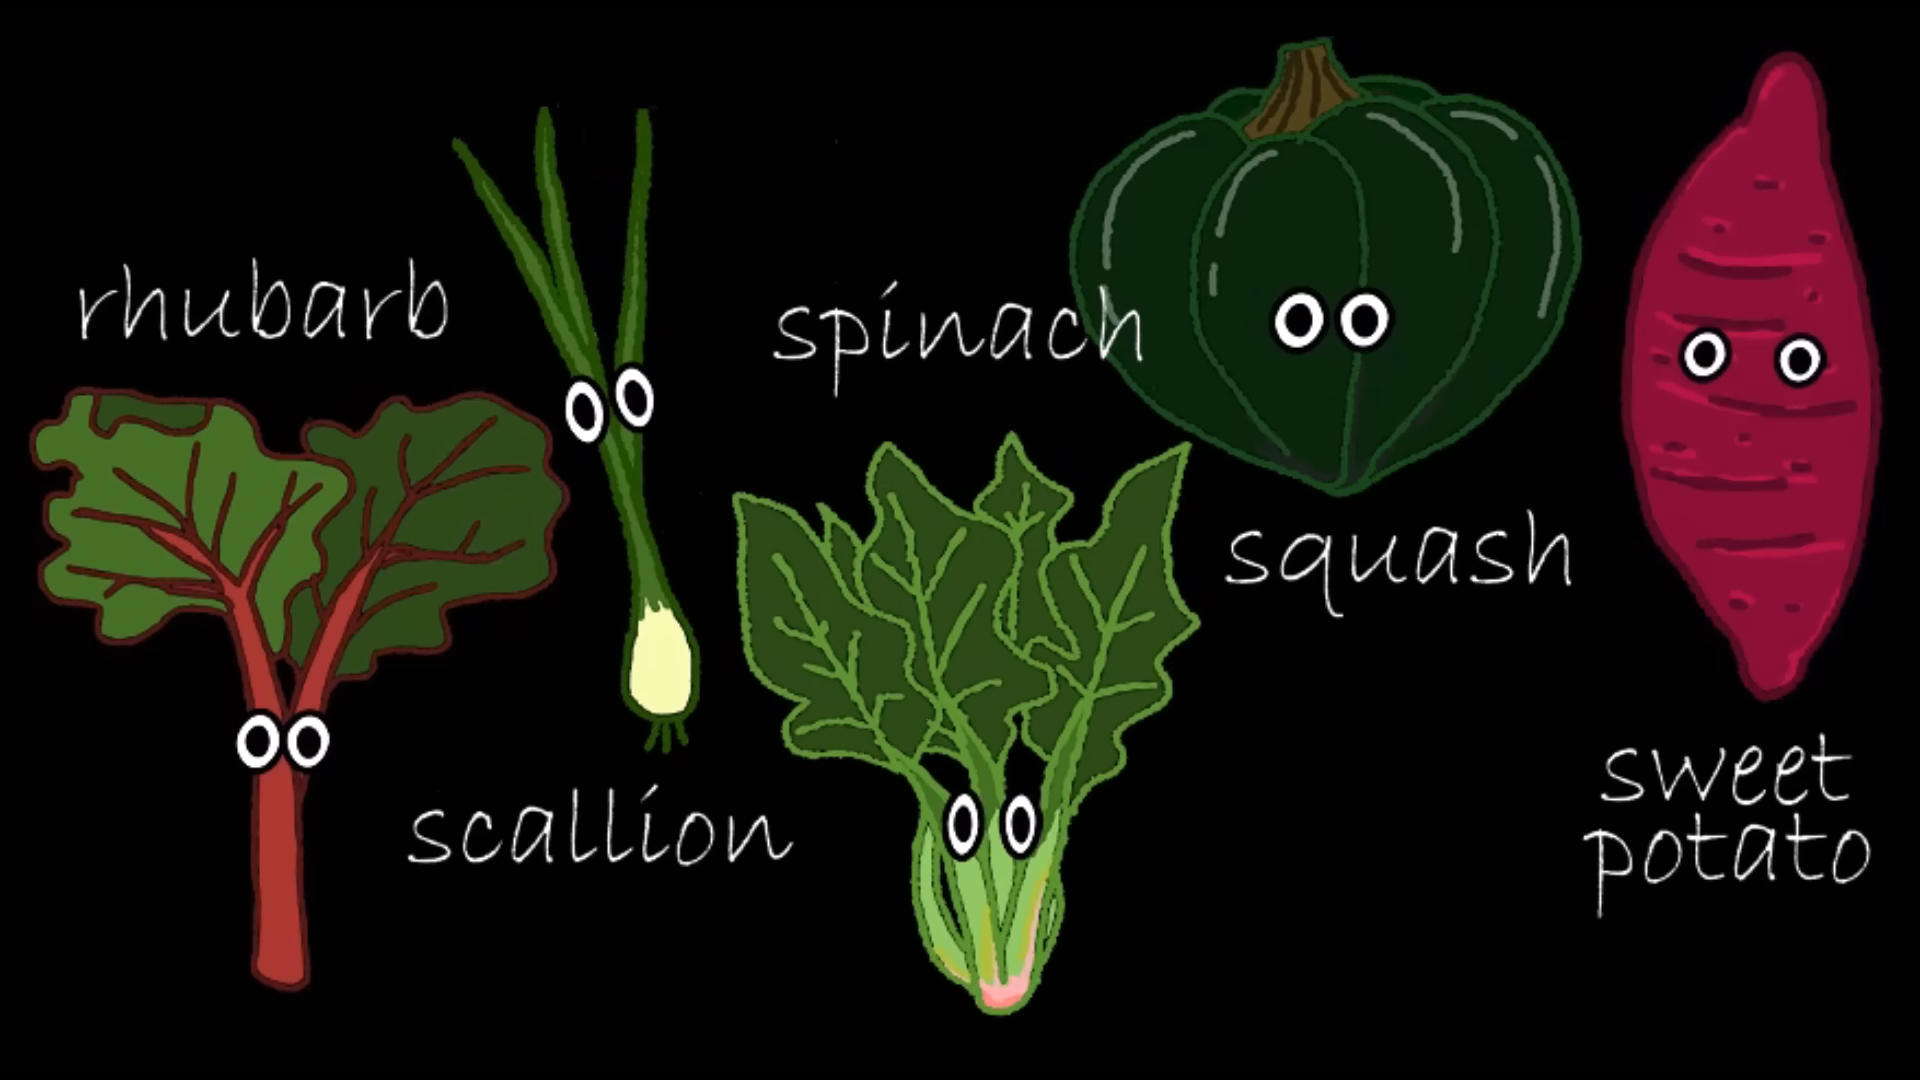 rhubarb
scallion
spinach
squash
sweet
potato